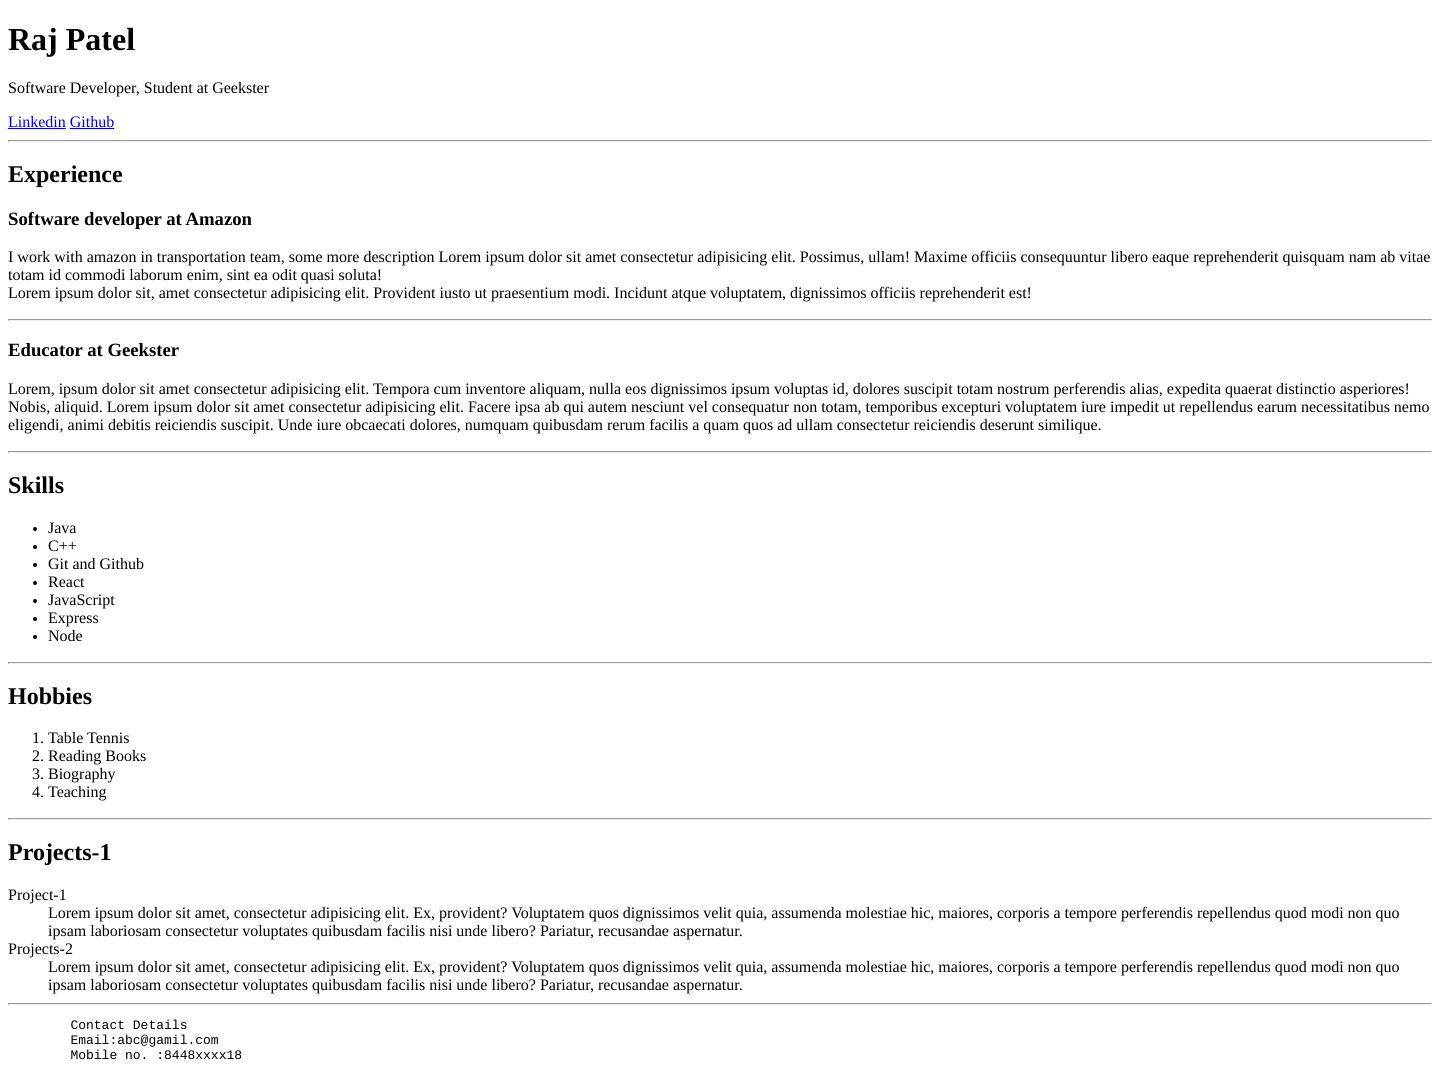 Raj Patel
Software Developer, Student at Geekster
Linkedin Github
Experience
Software developer at Amazon
I work with amazon in transportation team, some more description Lorem ipsum dolor sit amet consectetur adipisicing elit. Possimus, ullam! Maxime officiis consequuntur libero eaque reprehenderit quisquam nam ab vitae
totam id commodi laborum enim, sint ea odit quasi soluta!
Lorem ipsum dolor sit, amet consectetur adipisicing elit. Provident iusto ut praesentium modi. Incidunt atque voluptatem, dignissimos officiis reprehenderit est!
Educator at Geekster
Lorem, ipsum dolor sit amet consectetur adipisicing elit. Tempora cum inventore aliquam, nulla eos dignissimos ipsum voluptas id, dolores suscipit totam nostrum perferendis alias, expedita quaerat distinctio asperiores!
Nobis, aliquid. Lorem ipsum dolor sit amet consectetur adipisicing elit. Facere ipsa ab qui autem nesciunt vel consequatur non totam, temporibus excepturi voluptatem iure impedit ut repellendus earum necessitatibus nemo
eligendi, animi debitis reiciendis suscipit. Unde iure obcaecati dolores, numquam quibusdam rerum facilis a quam quos ad ullam consectetur reiciendis deserunt similique.
Skills
• Java
• C++
• Git and Github
• React
• JavaScript
• Express
• Node
Hobbies
1. Table Tennis
2. Reading Books
3. Biography
4. Teaching
Projects-1
Project-1
Lorem ipsum dolor sit amet, consectetur adipisicing elit. Ex, provident? Voluptatem quos dignissimos velit quia, assumenda molestiae hic, maiores, corporis a tempore perferendis repellendus quod modi non quo
ipsam laboriosam consectetur voluptates quibusdam facilis nisi unde libero? Pariatur, recusandae aspernatur.
Projects-2
Lorem ipsum dolor sit amet, consectetur adipisicing elit. Ex, provident? Voluptatem quos dignissimos velit quia, assumenda molestiae hic, maiores, corporis a tempore perferendis repellendus quod modi non quo
ipsam laboriosam consectetur voluptates quibusdam facilis nisi unde libero? Pariatur, recusandae aspernatur.
Contact Details
Email:abc@gamil.com
Mobile no. :8448xxxx18